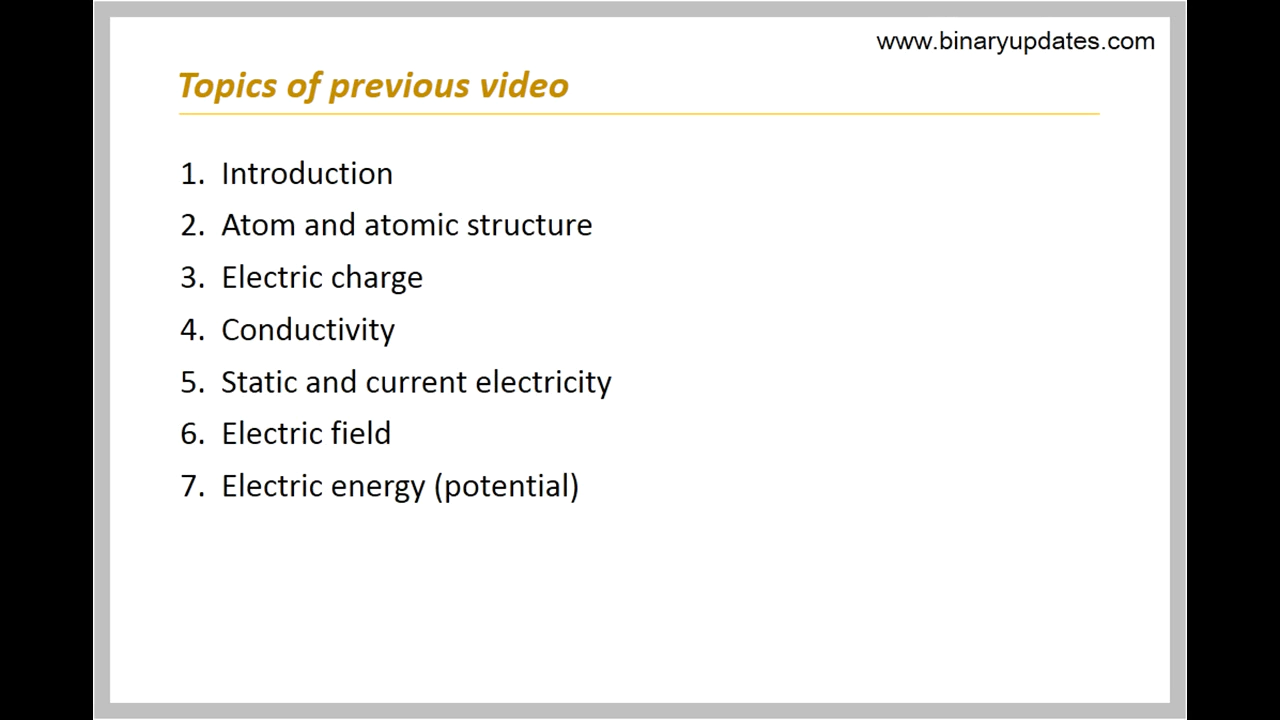 www.binaryupdates.com
Topics of previous video
1. Introduction
2. Atom and atomic structure
3. Electric charge
4. Conductivity
5. Static and current electricity
6. Electric field
7. Electric energy (potential)